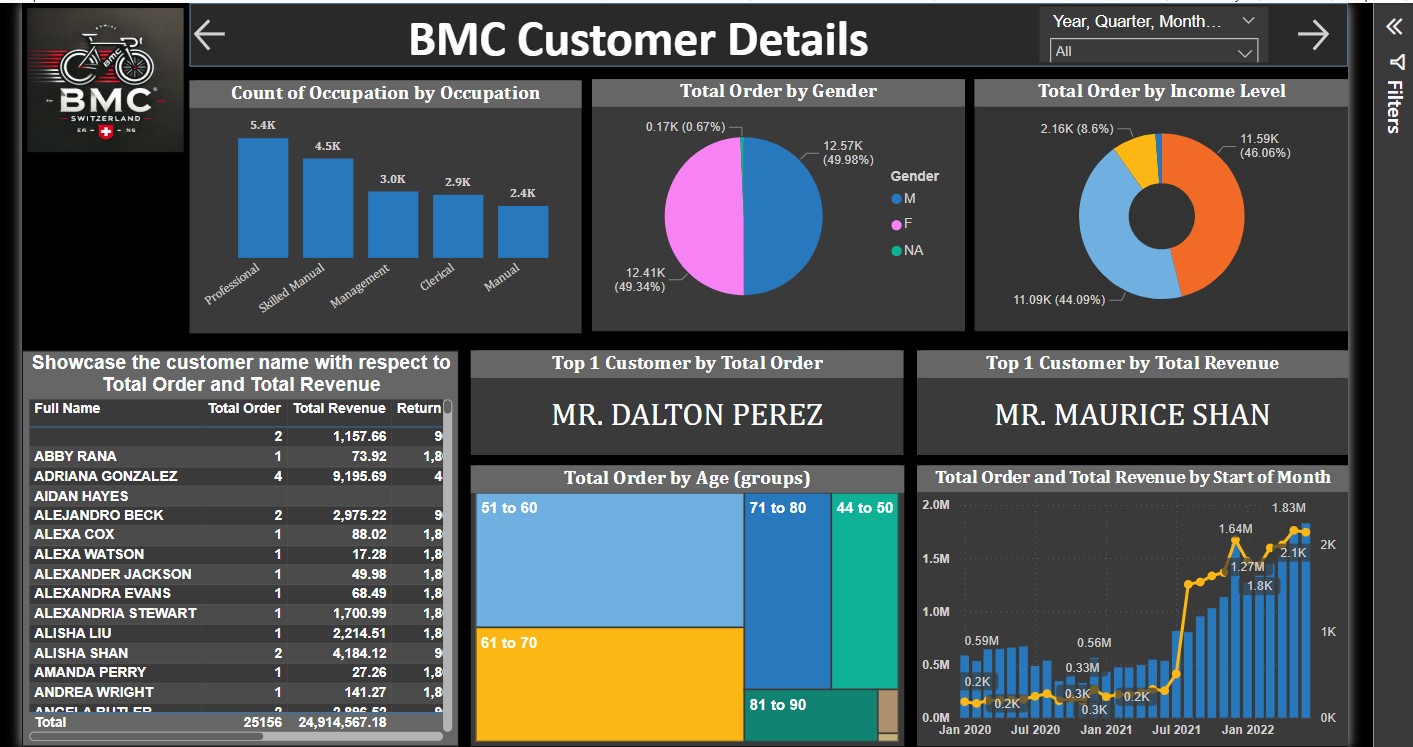 BMC
BMC
SWITZERLAND
BMC Customer Details
Year, Quarter, Month...
All
Filters
Count of Occupation by Occupation
5.4K
4.5K
3.0K
2.9K
2.4K
Professional
Skilled Manual
Management
Clerical
Manual
Total Order by Gender
0.17K (0.67%)
12.57K
(49.98%)
12.41K
(49.34%)
Gender
M
F
NA
Total Order by Income Level
2.16K (8.6%)
11.59K
(46.06%)
11.09K (44.09%)
Showcase the customer name with respect to
Total Order and Total Revenue
Full Name Total Order Total Revenue Return
2 1,157.66 9
ABBY RANA 1 73.92 1,8
ADRIANA GONZALEZ 4 9,195.69 4
AIDAN HAYES
ALEJANDRO BECK 2 2,975.22 9
ALEXA COX 1 88.02 1,8
ALEXA WATSON 1 17.28 1,8
ALEXANDER JACKSON 1 49.98 1,8
ALEXANDRA EVANS 1 68.49 1,8
ALEXANDRIA STEWART 1 1,700.99 1,8
ALISHA LIU 1 2,214.51 1,8
ALISHA SHAN 2 4,184.12 9
AMANDA PERRY 1 27.26 1,8
ANDREA WRIGHT 1 141.27 1,8
ANGELA BUTLER 2
Total 25156 24,914,567.18
Top 1 Customer by Total Order
MR. DALTON PEREZ
Top 1 Customer by Total Revenue
MR. MAURICE SHAN
Total Order by Age (groups)
51 to 60
61 to 70
71 to 80
44 to 50
81 to 90
Total Order and Total Revenue by Start of Month
2.0M
1.5M
1.0M
0.5M
0.0M
2K
1K
0K
0.59M
0.2K
0.2K
0.33M
0.3K
0.56M
0.3K
0.2K
1.64M
1.27M
1.8K
1.83M
2.1K
Jan 2020
Jul 2020
Jan 2021
Jul 2021
Jan 2022